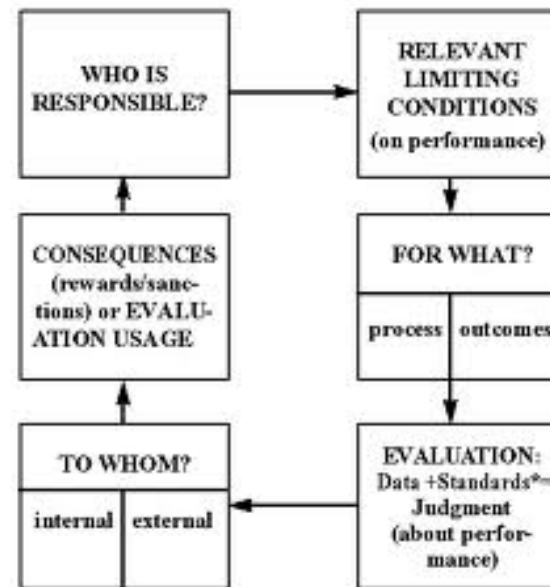 WHO IS
RESPONSIBLE?
RELEVANT
LIMITING
CONDITIONS
(on performance)
FOR WHAT?
process
outcomes
EVALUATION:
Data +Standards*=
Judgment
(about perfor-
mance)
TO WHOM?
internal
external
CONSEQUENCES
(rewards/sanc-
tions) or EVALU-
ATION USAGE